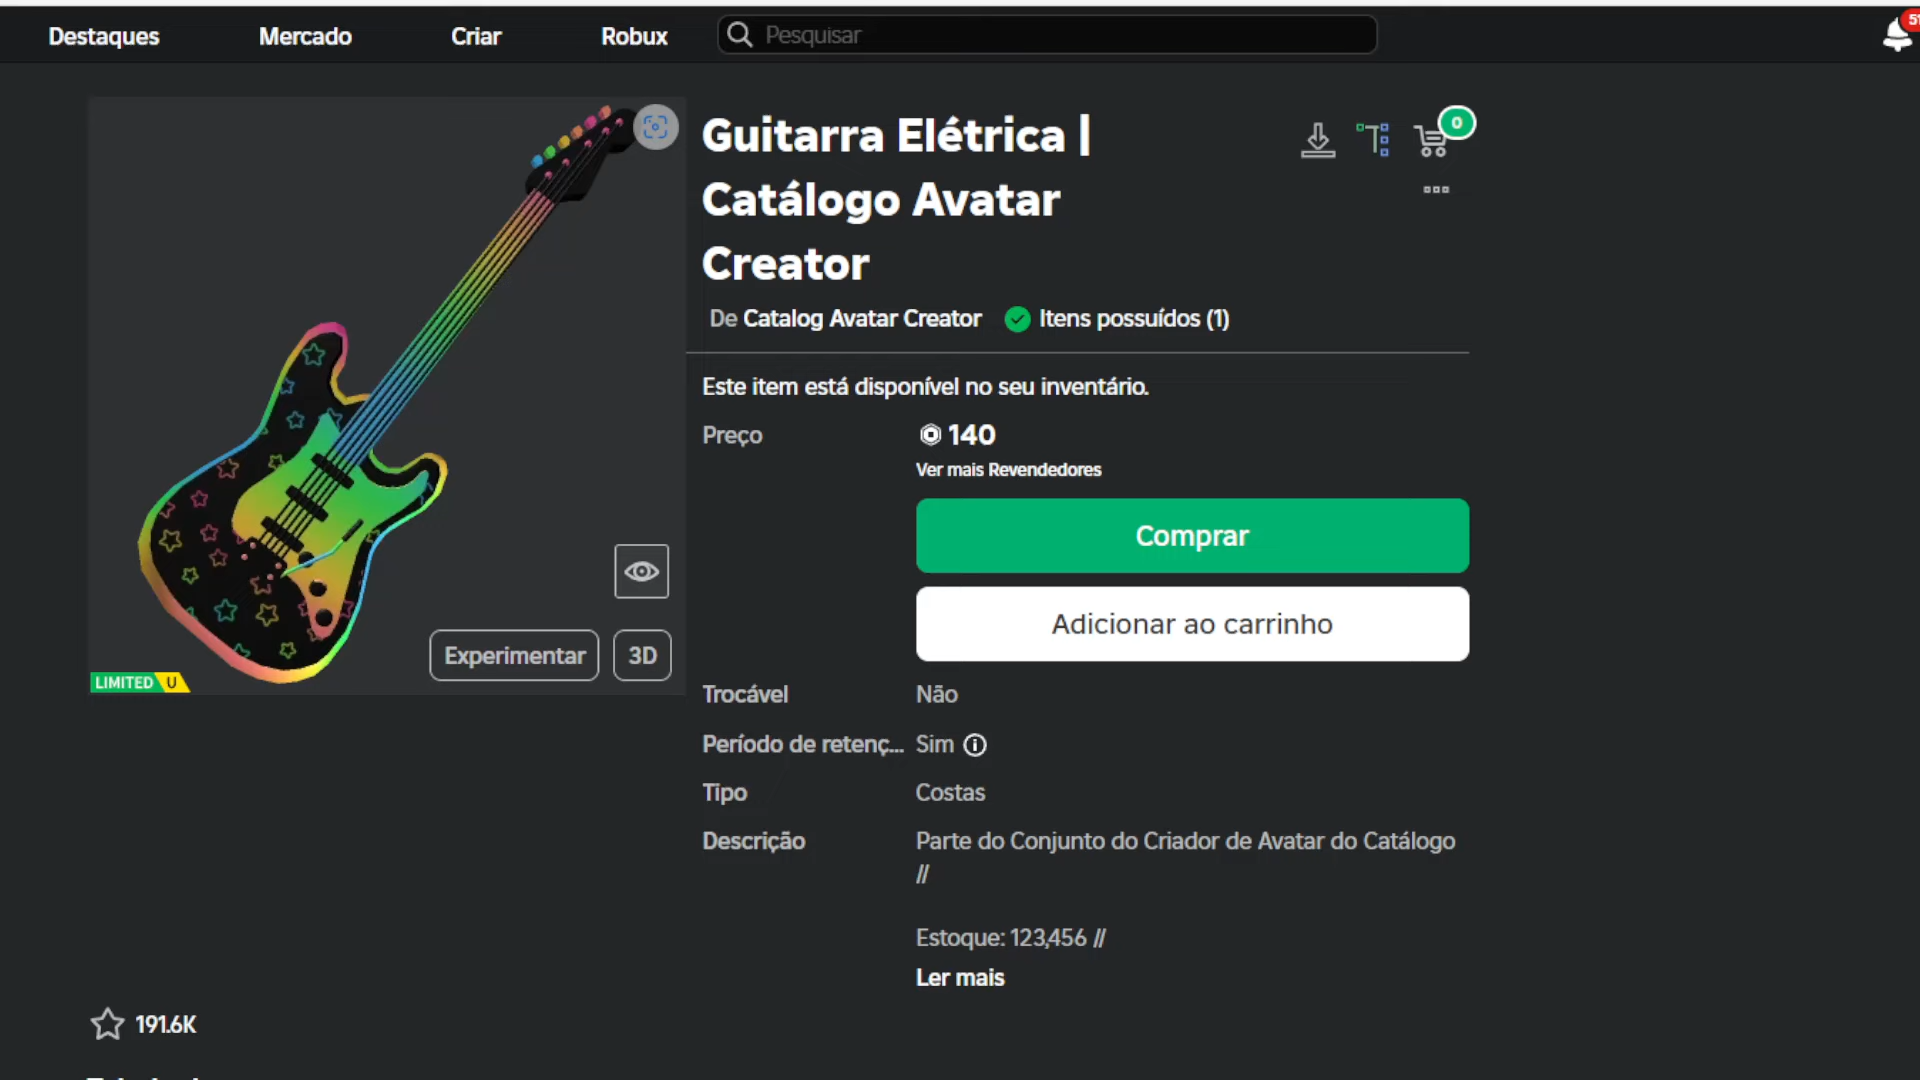 Destaques Mercado Criar Robux Pesquisar
Guitarra Elétrica |
Catálogo Avatar
Creator
0
De Catalog Avatar Creator Itens possuídos (1)
Este item está disponível no seu inventário.
Preço 140
Ver mais Revendedores
Comprar
Adicionar ao carrinho
Experimentar 3D
LIMITED U
Trocável Não
Período de retenç... Sim
Tipo Costas
Descrição Parte do Conjunto do Criador de Avatar do Catálogo
//
Estoque: 123,456 //
Ler mais
191.6K